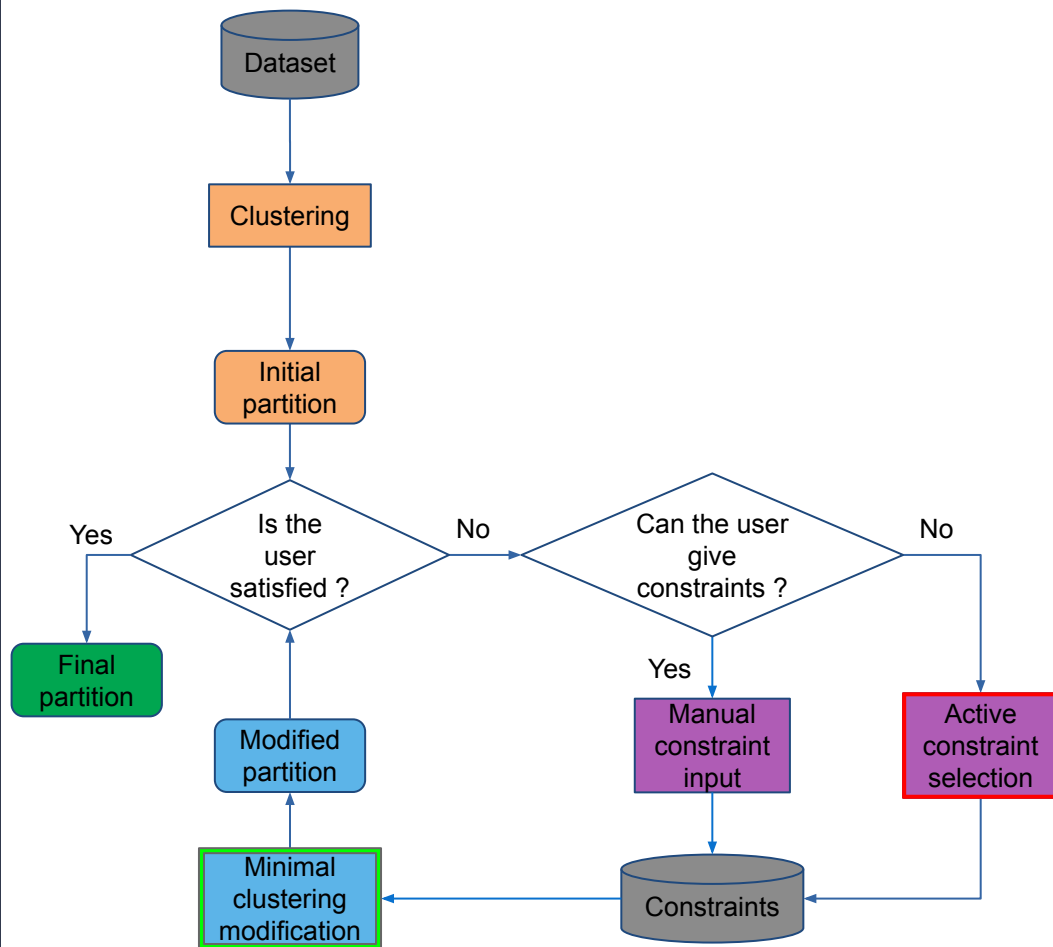 Dataset
Clustering
Initial
partition
Yes
Is the
user
satisfied ?
No
Can the user
give
constraints ?
No
Final
partition
Yes
Modified
partition
Manual
constraint
input
Active
constraint
selection
Minimal
clustering
modification
Constraints